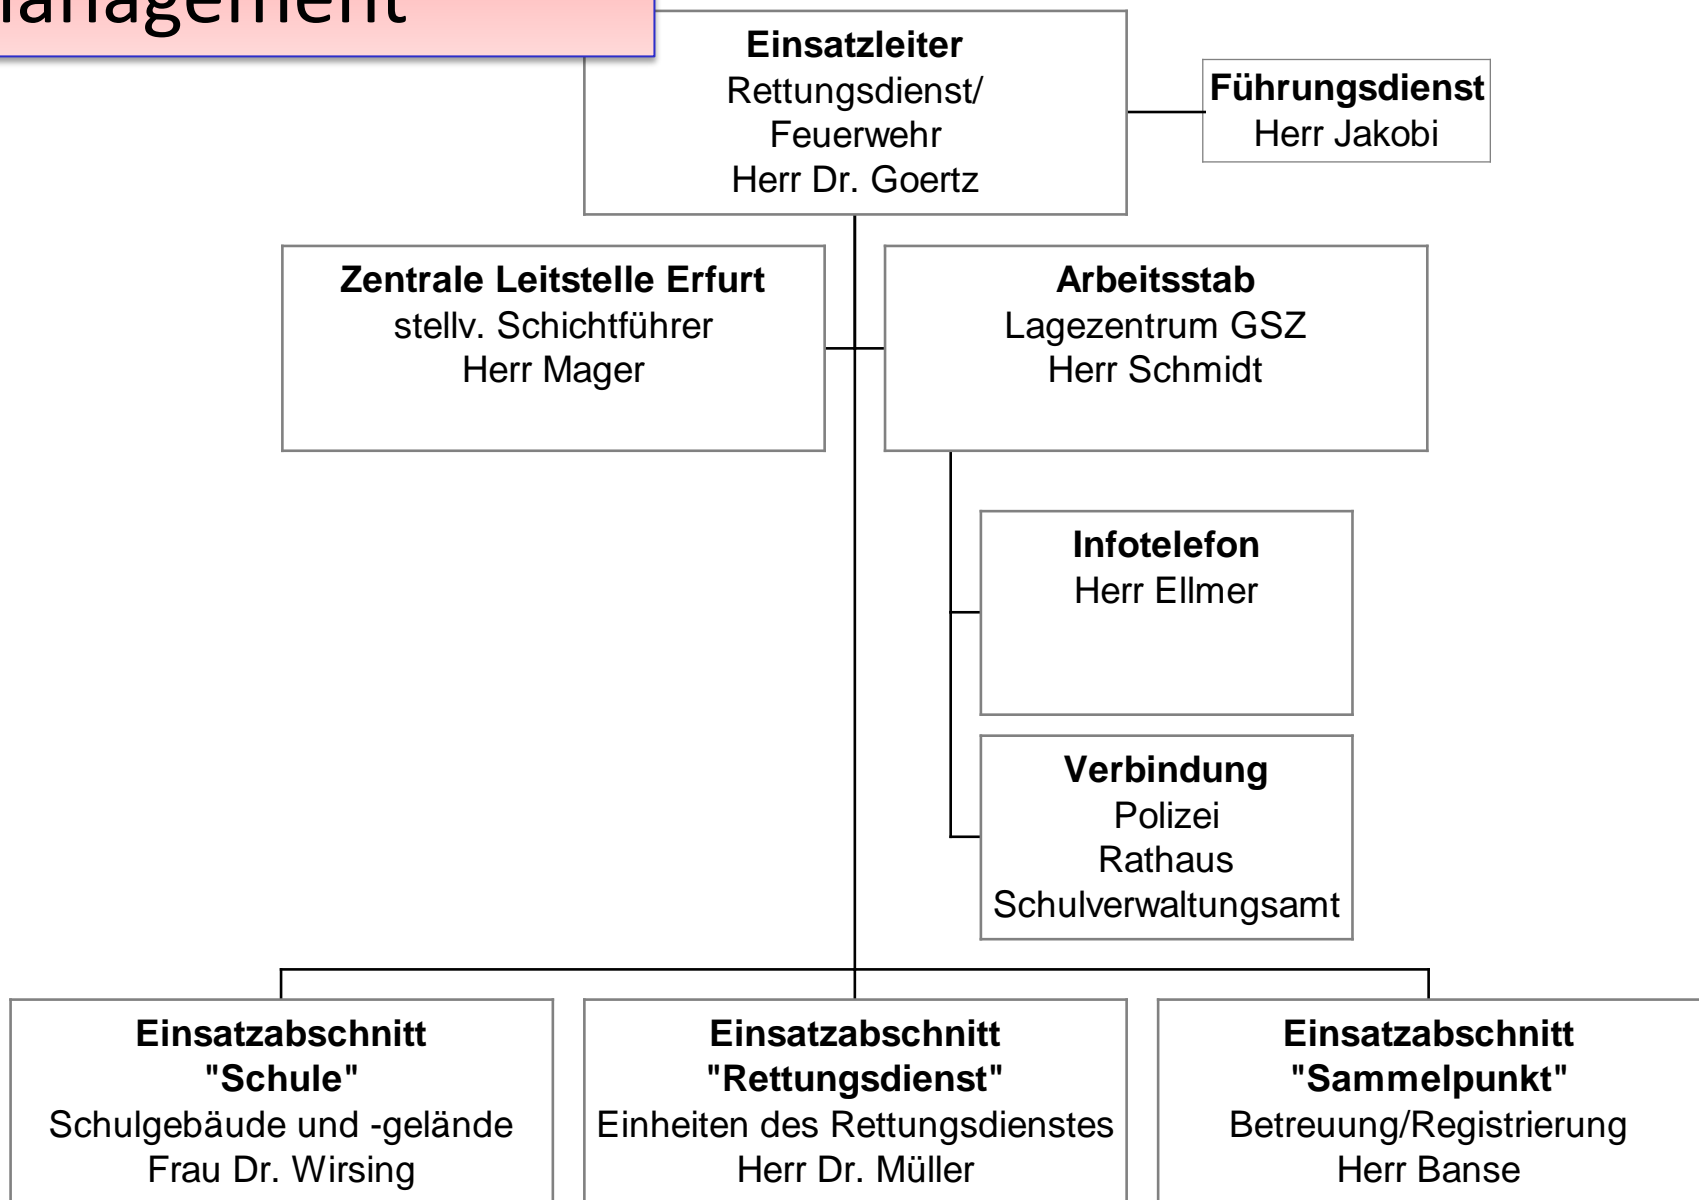 Einsatzleiter
Rettungsdienst/
Feuerwehr
Herr Dr. Goertz
Führungsdienst
Herr Jakobi
Zentrale Leitstelle Erfurt
stellv. Schichtführer
Herr Mager
Arbeitsstab
Lagezentrum GSZ
Herr Schmidt
Infotelefon
Herr Ellmer
Verbindung
Polizei
Rathaus
Schulverwaltungsamt
Einsatzabschnitt
"Schule"
Schulgebäude und -gelände
Frau Dr. Wirsing
Einsatzabschnitt
"Rettungsdienst"
Einheiten des Rettungsdienstes
Herr Dr. Müller
Einsatzabschnitt
"Sammelpunkt"
Betreuung/Registrierung
Herr Banse